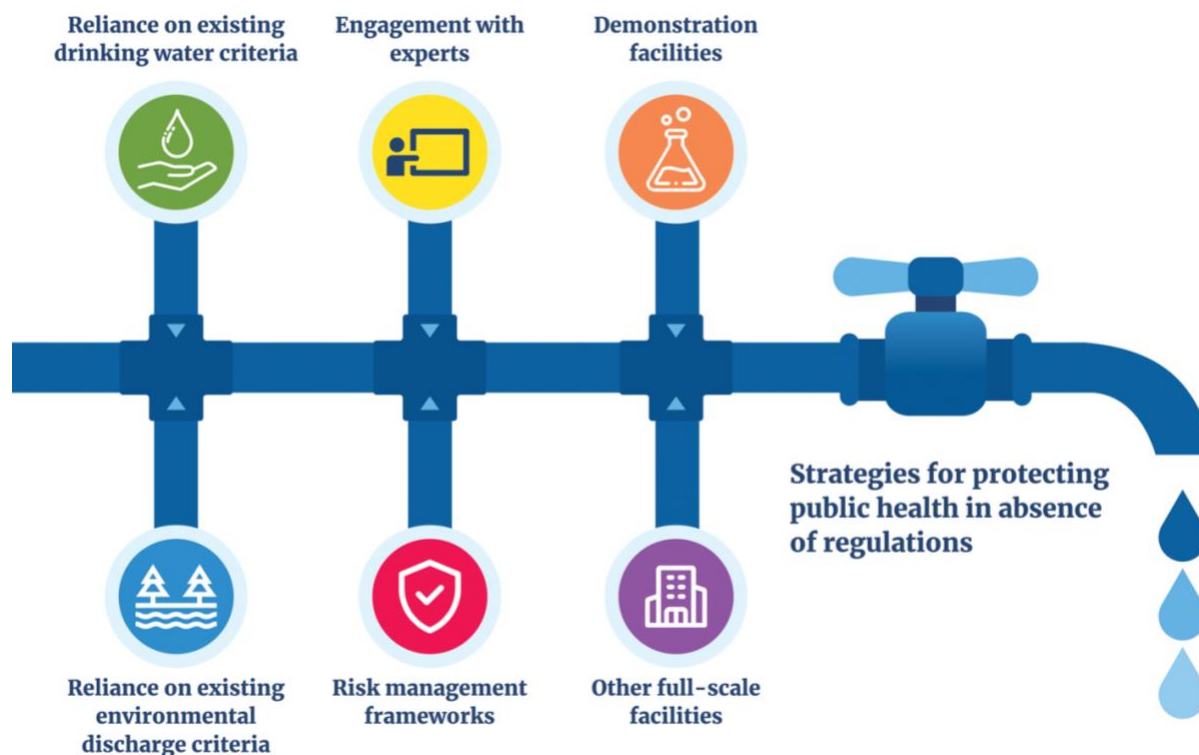 Reliance on existing
drinking water criteria
Engagement with
experts
Demonstration
facilities
Strategies for protecting
public health in absence
of regulations
Reliance on existing
environmental
discharge criteria
Risk management
frameworks
Other full-scale
facilities